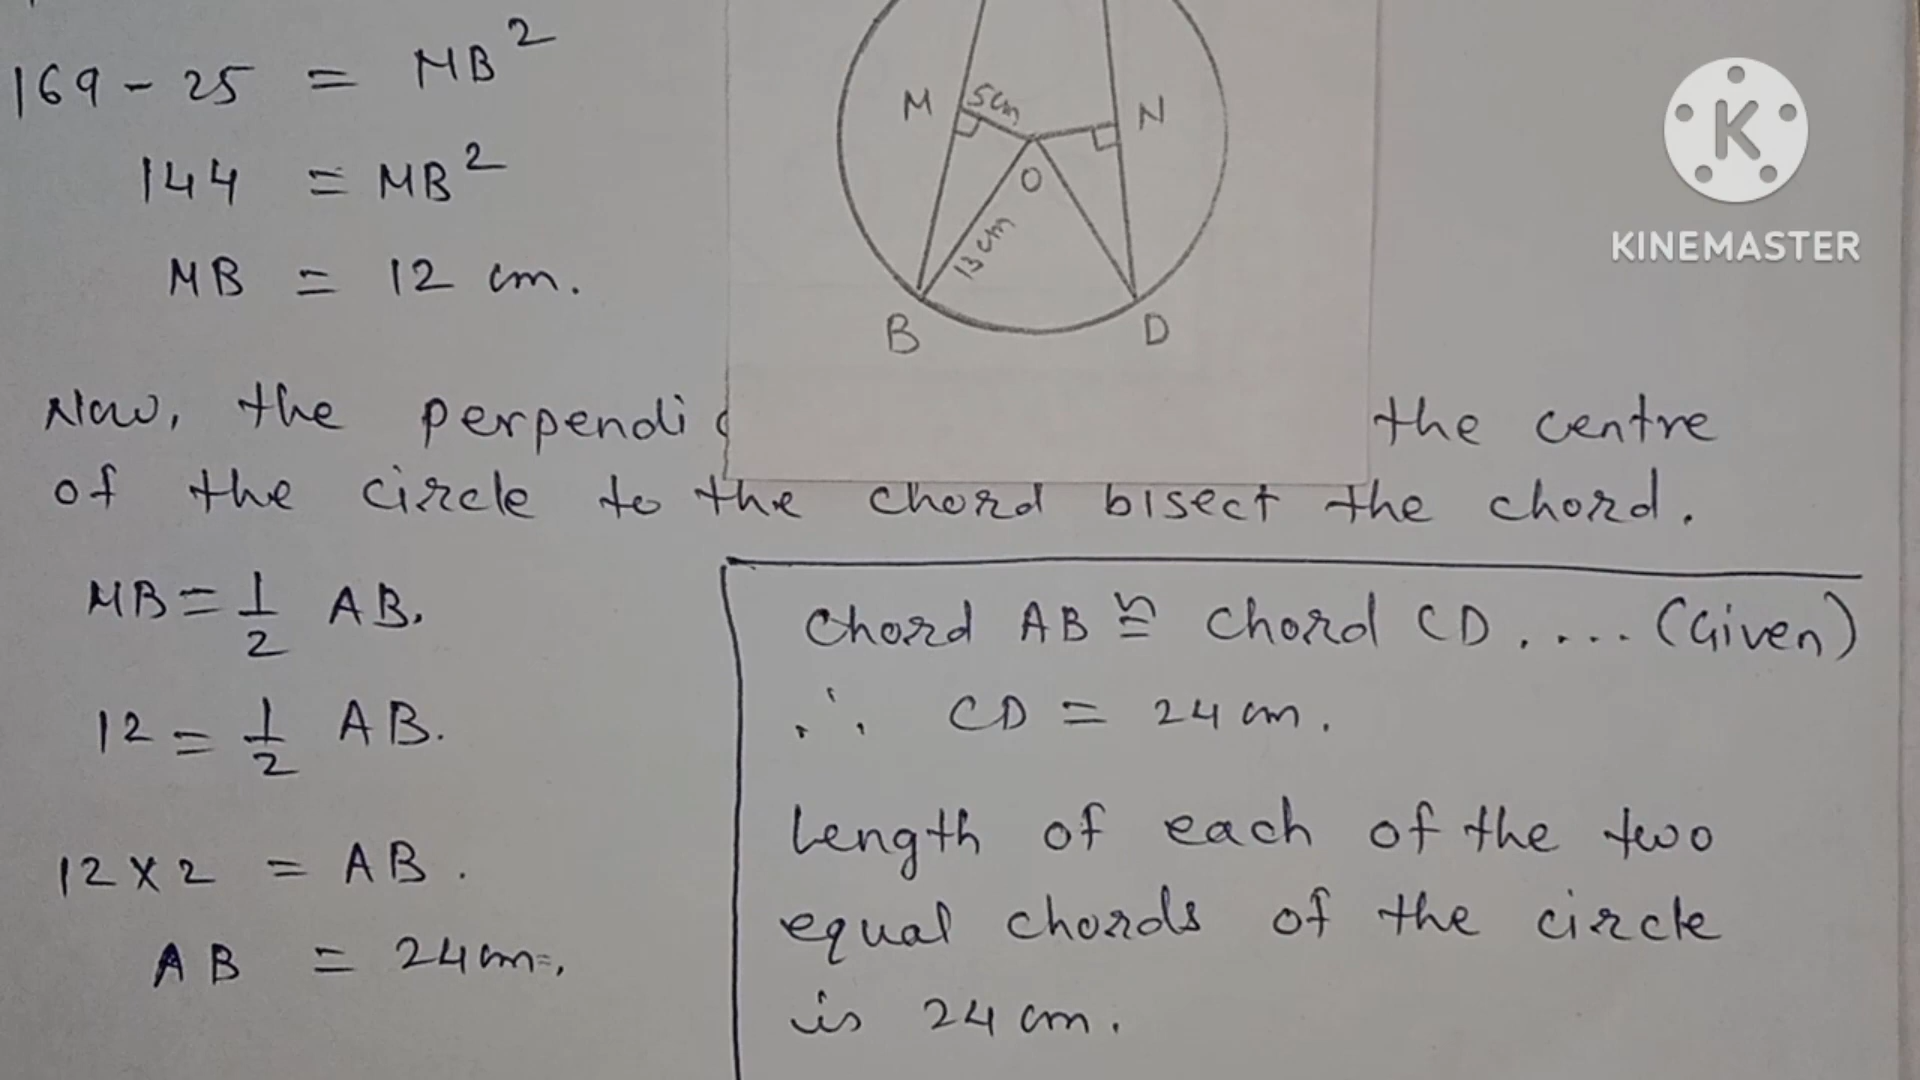 169 - 25 = MB²
144 = MB²
MB = 12 cm.
M 5cm N
O
13 cm
B D
K
KINEMASTER
Now, the perpendic the centre
of the circle to the chord bisect the chord.
MB = 1/2 AB.
12 = 1/2 AB.
12 x 2 = AB.
AB = 24cm.
Chord AB ≅ chord CD. ... (Given)
∴ CD = 24 cm.
Length of each of the two
equal chords of the circle
is 24 cm.